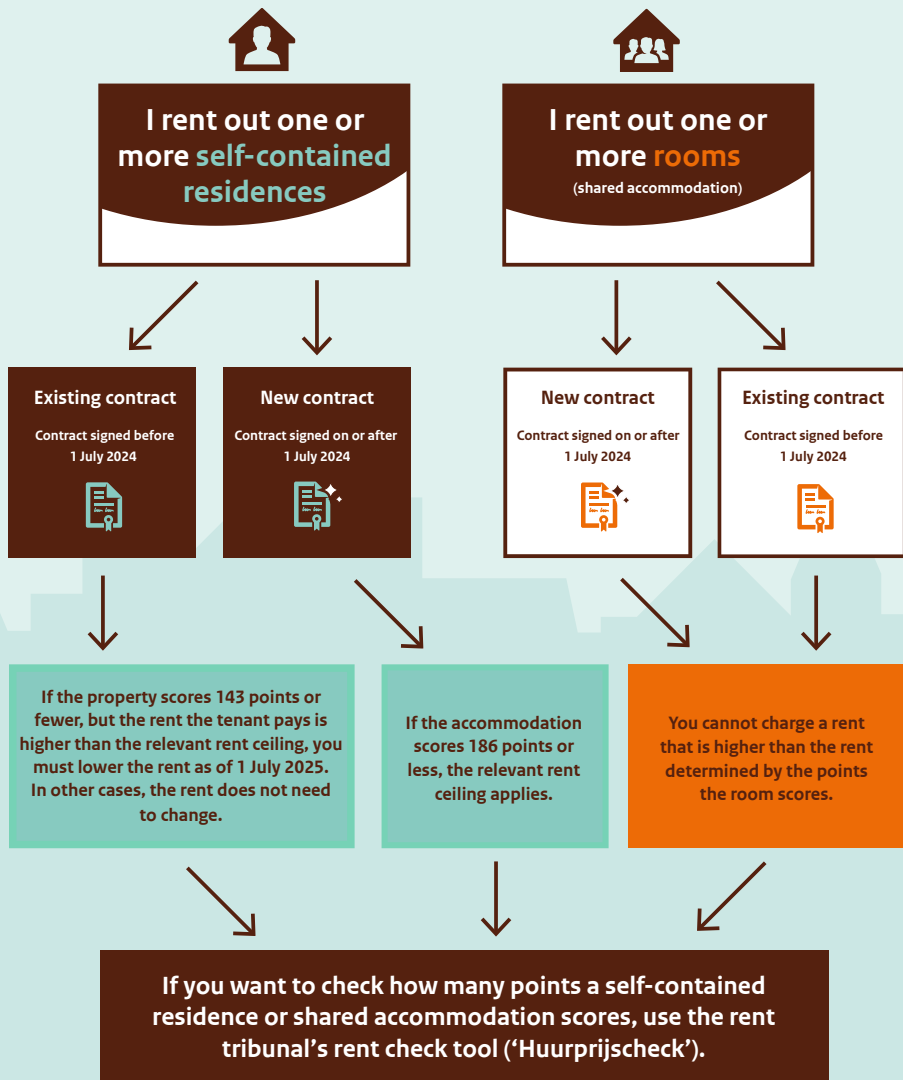 I rent out one or
more self-contained
residences
I rent out one or
more rooms
(shared accommodation)
Existing contract
Contract signed before
1 July 2024
New contract
Contract signed on or after
1 July 2024
New contract
Contract signed on or after
1 July 2024
Existing contract
Contract signed before
1 July 2024
If the property scores 143 points or
fewer, but the rent the tenant pays is
higher than the relevant rent ceiling, you
must lower the rent as of 1 July 2025.
In other cases, the rent does not need
to change.
If the accommodation
scores 186 points or
less, the relevant rent
ceiling applies.
You cannot charge a rent
that is higher than the rent
determined by the points
the room scores.
If you want to check how many points a self-contained
residence or shared accommodation scores, use the rent
tribunal’s rent check tool (‘Huurprijscheck’).